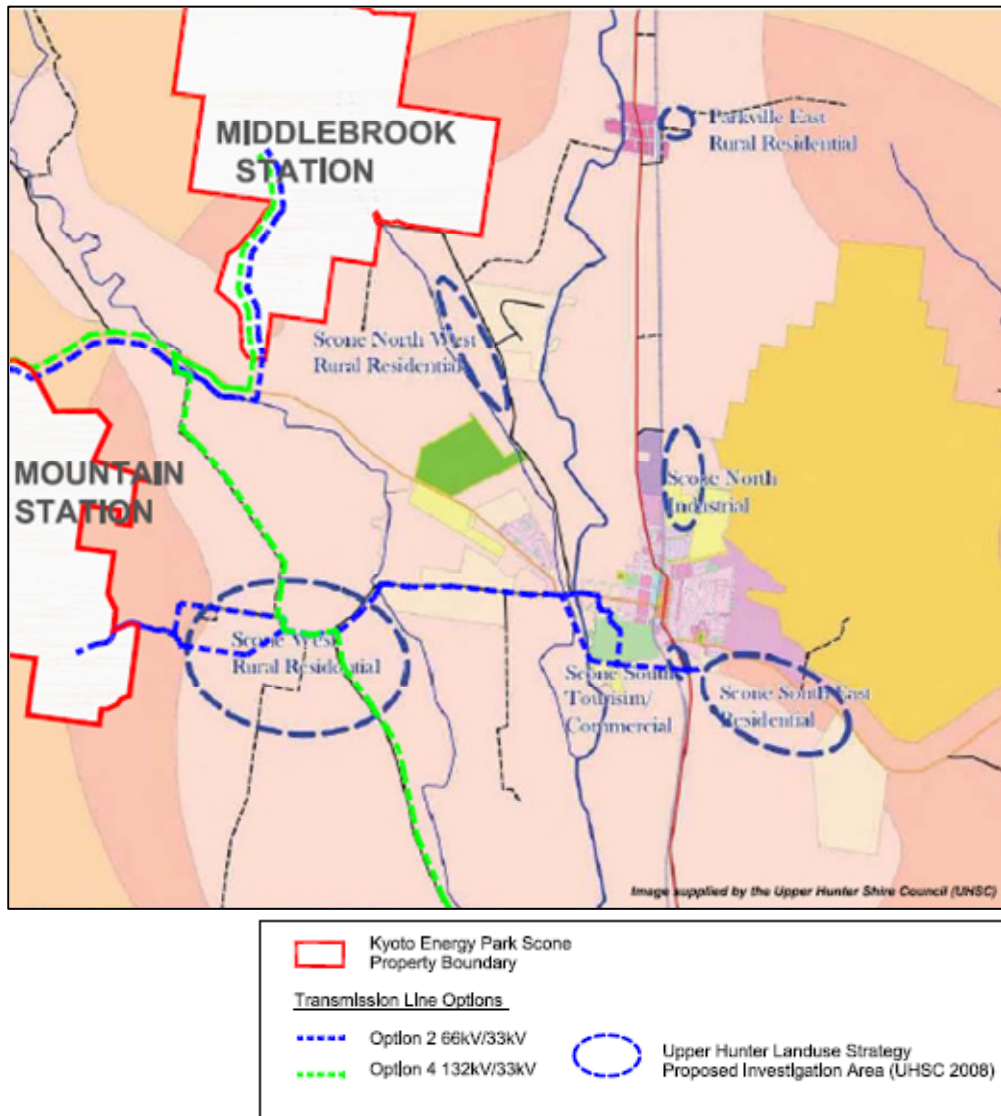 MIDDLEBROOK
STATION
Parkville East
Rural Residential
Scone North West
Rural Residential
MOUNTAIN
STATION
Scone North
Industrial
Scone West
Rural Residential
Scone South
Tourisim/
Commercial
Scone South East
Residential
Image supplied by the Upper Hunter Shire Council (UHSC)
Kyoto Energy Park Scone
Property Boundary
Transmission Line Options
Option 2 66kV/33kV
Option 4 132kV/33kV
Upper Hunter Landuse Strategy
Proposed Investigation Area (UHSC 2008)